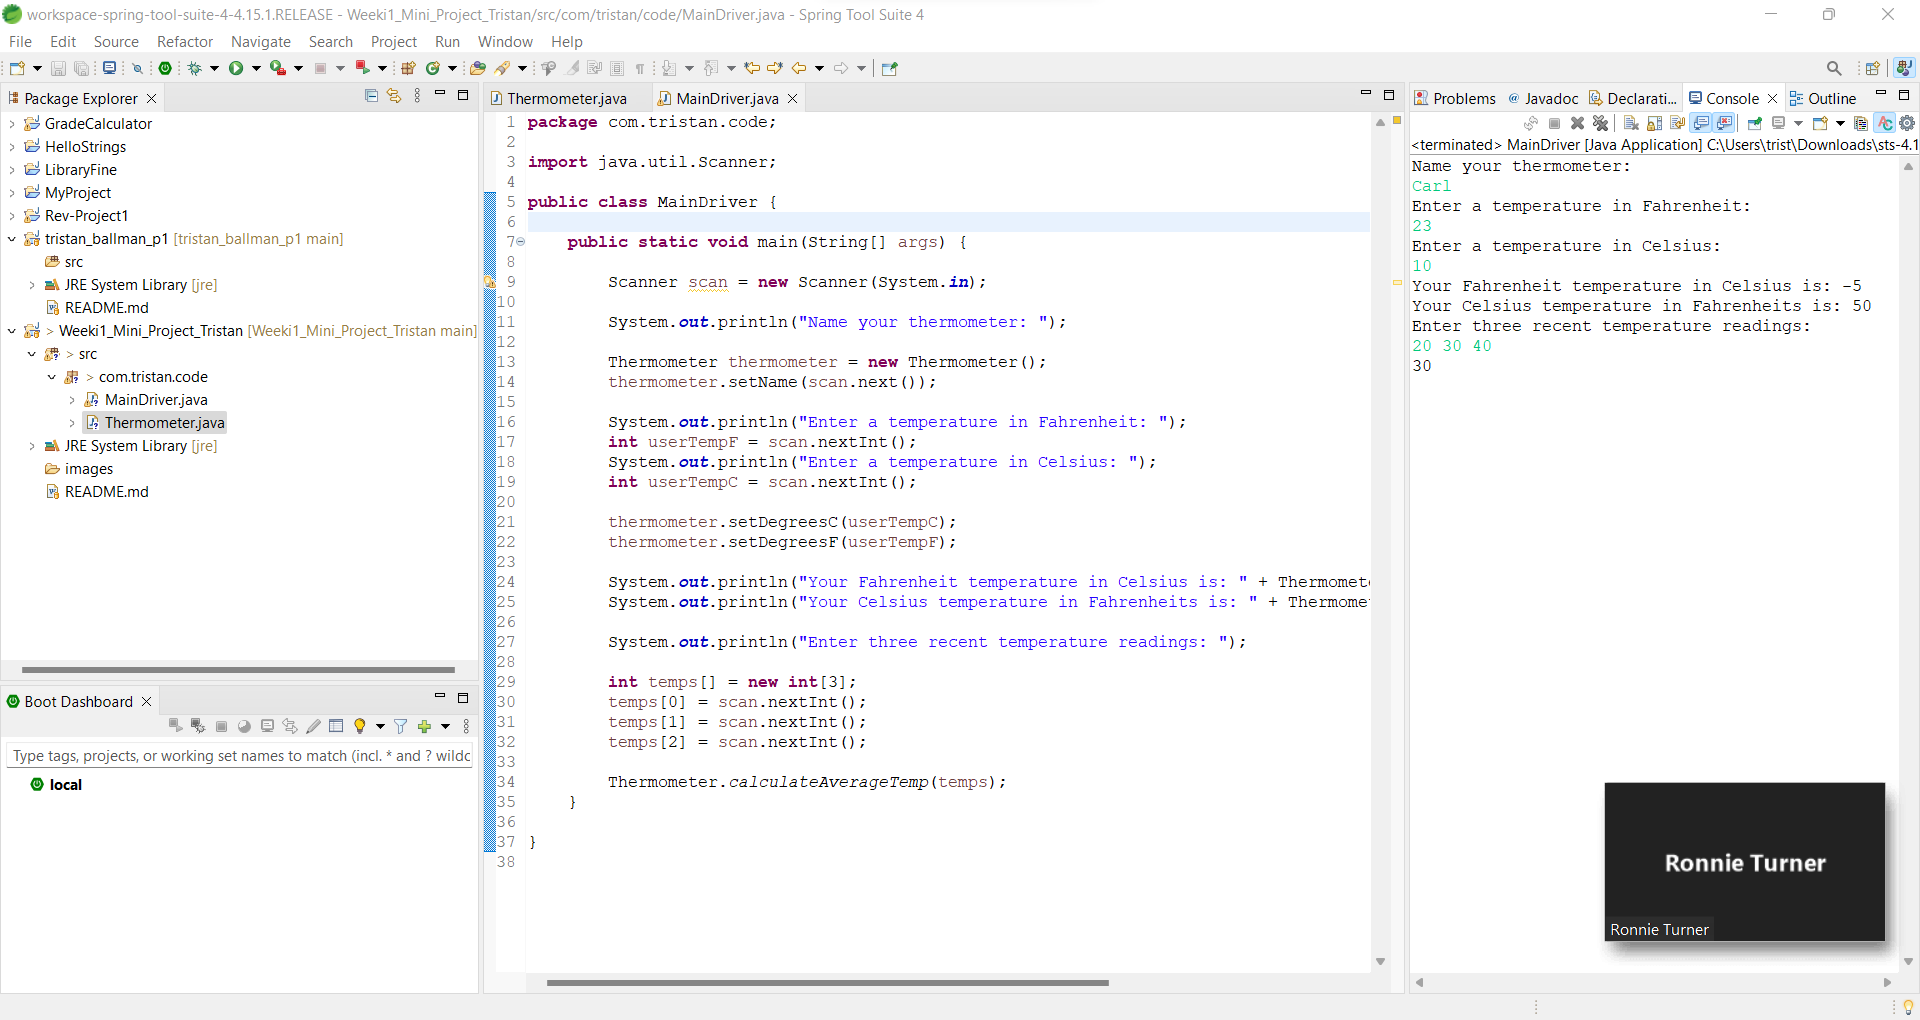 workspace-spring-tool-suite-4-4.15.1.RELEASE - Weeki1_Mini_Project_Tristan/src/com/tristan/code/MainDriver.java - Spring Tool Suite 4
File Edit Source Refactor Navigate Search Project Run Window Help
Package Explorer
GradeCalculator
HelloStrings
LibraryFine
MyProject
Rev-Project1
tristan_ballman_p1 [tristan_ballman_p1 main]
src
JRE System Library [jre]
README.md
> Weeki1_Mini_Project_Tristan [Weeki1_Mini_Project_Tristan main]
> src
> com.tristan.code
MainDriver.java
Thermometer.java
JRE System Library [jre]
images
README.md
Boot Dashboard
Type tags, projects, or working set names to match (incl. * and ? wildc
local
Thermometer.java MainDriver.java
1 package com.tristan.code;
2
3 import java.util.Scanner;
4
5 public class MainDriver {
6
7 public static void main(String[] args) {
8
9 Scanner scan = new Scanner(System.in);
10
11 System.out.println("Name your thermometer: ");
12
13 Thermometer thermometer = new Thermometer();
14 thermometer.setName(scan.next());
15
16 System.out.println("Enter a temperature in Fahrenheit: ");
17 int userTempF = scan.nextInt();
18 System.out.println("Enter a temperature in Celsius: ");
19 int userTempC = scan.nextInt();
20
21 thermometer.setDegreesC(userTempC);
22 thermometer.setDegreesF(userTempF);
23
24 System.out.println("Your Fahrenheit temperature in Celsius is: " + Thermomet
25 System.out.println("Your Celsius temperature in Fahrenheits is: " + Thermome
26
27 System.out.println("Enter three recent temperature readings: ");
28
29 int temps[] = new int[3];
30 temps[0] = scan.nextInt();
31 temps[1] = scan.nextInt();
32 temps[2] = scan.nextInt();
33
34 Thermometer.calculateAverageTemp(temps);
35 }
36
37 }
38
Problems @ Javadoc Declarati... Console Outline
<terminated> MainDriver [Java Application] C:\Users\trist\Downloads\sts-4.1
Name your thermometer:
Carl
Enter a temperature in Fahrenheit:
23
Enter a temperature in Celsius:
10
Your Fahrenheit temperature in Celsius is: -5
Your Celsius temperature in Fahrenheits is: 50
Enter three recent temperature readings:
20 30 40
30
Ronnie Turner
Ronnie Turner